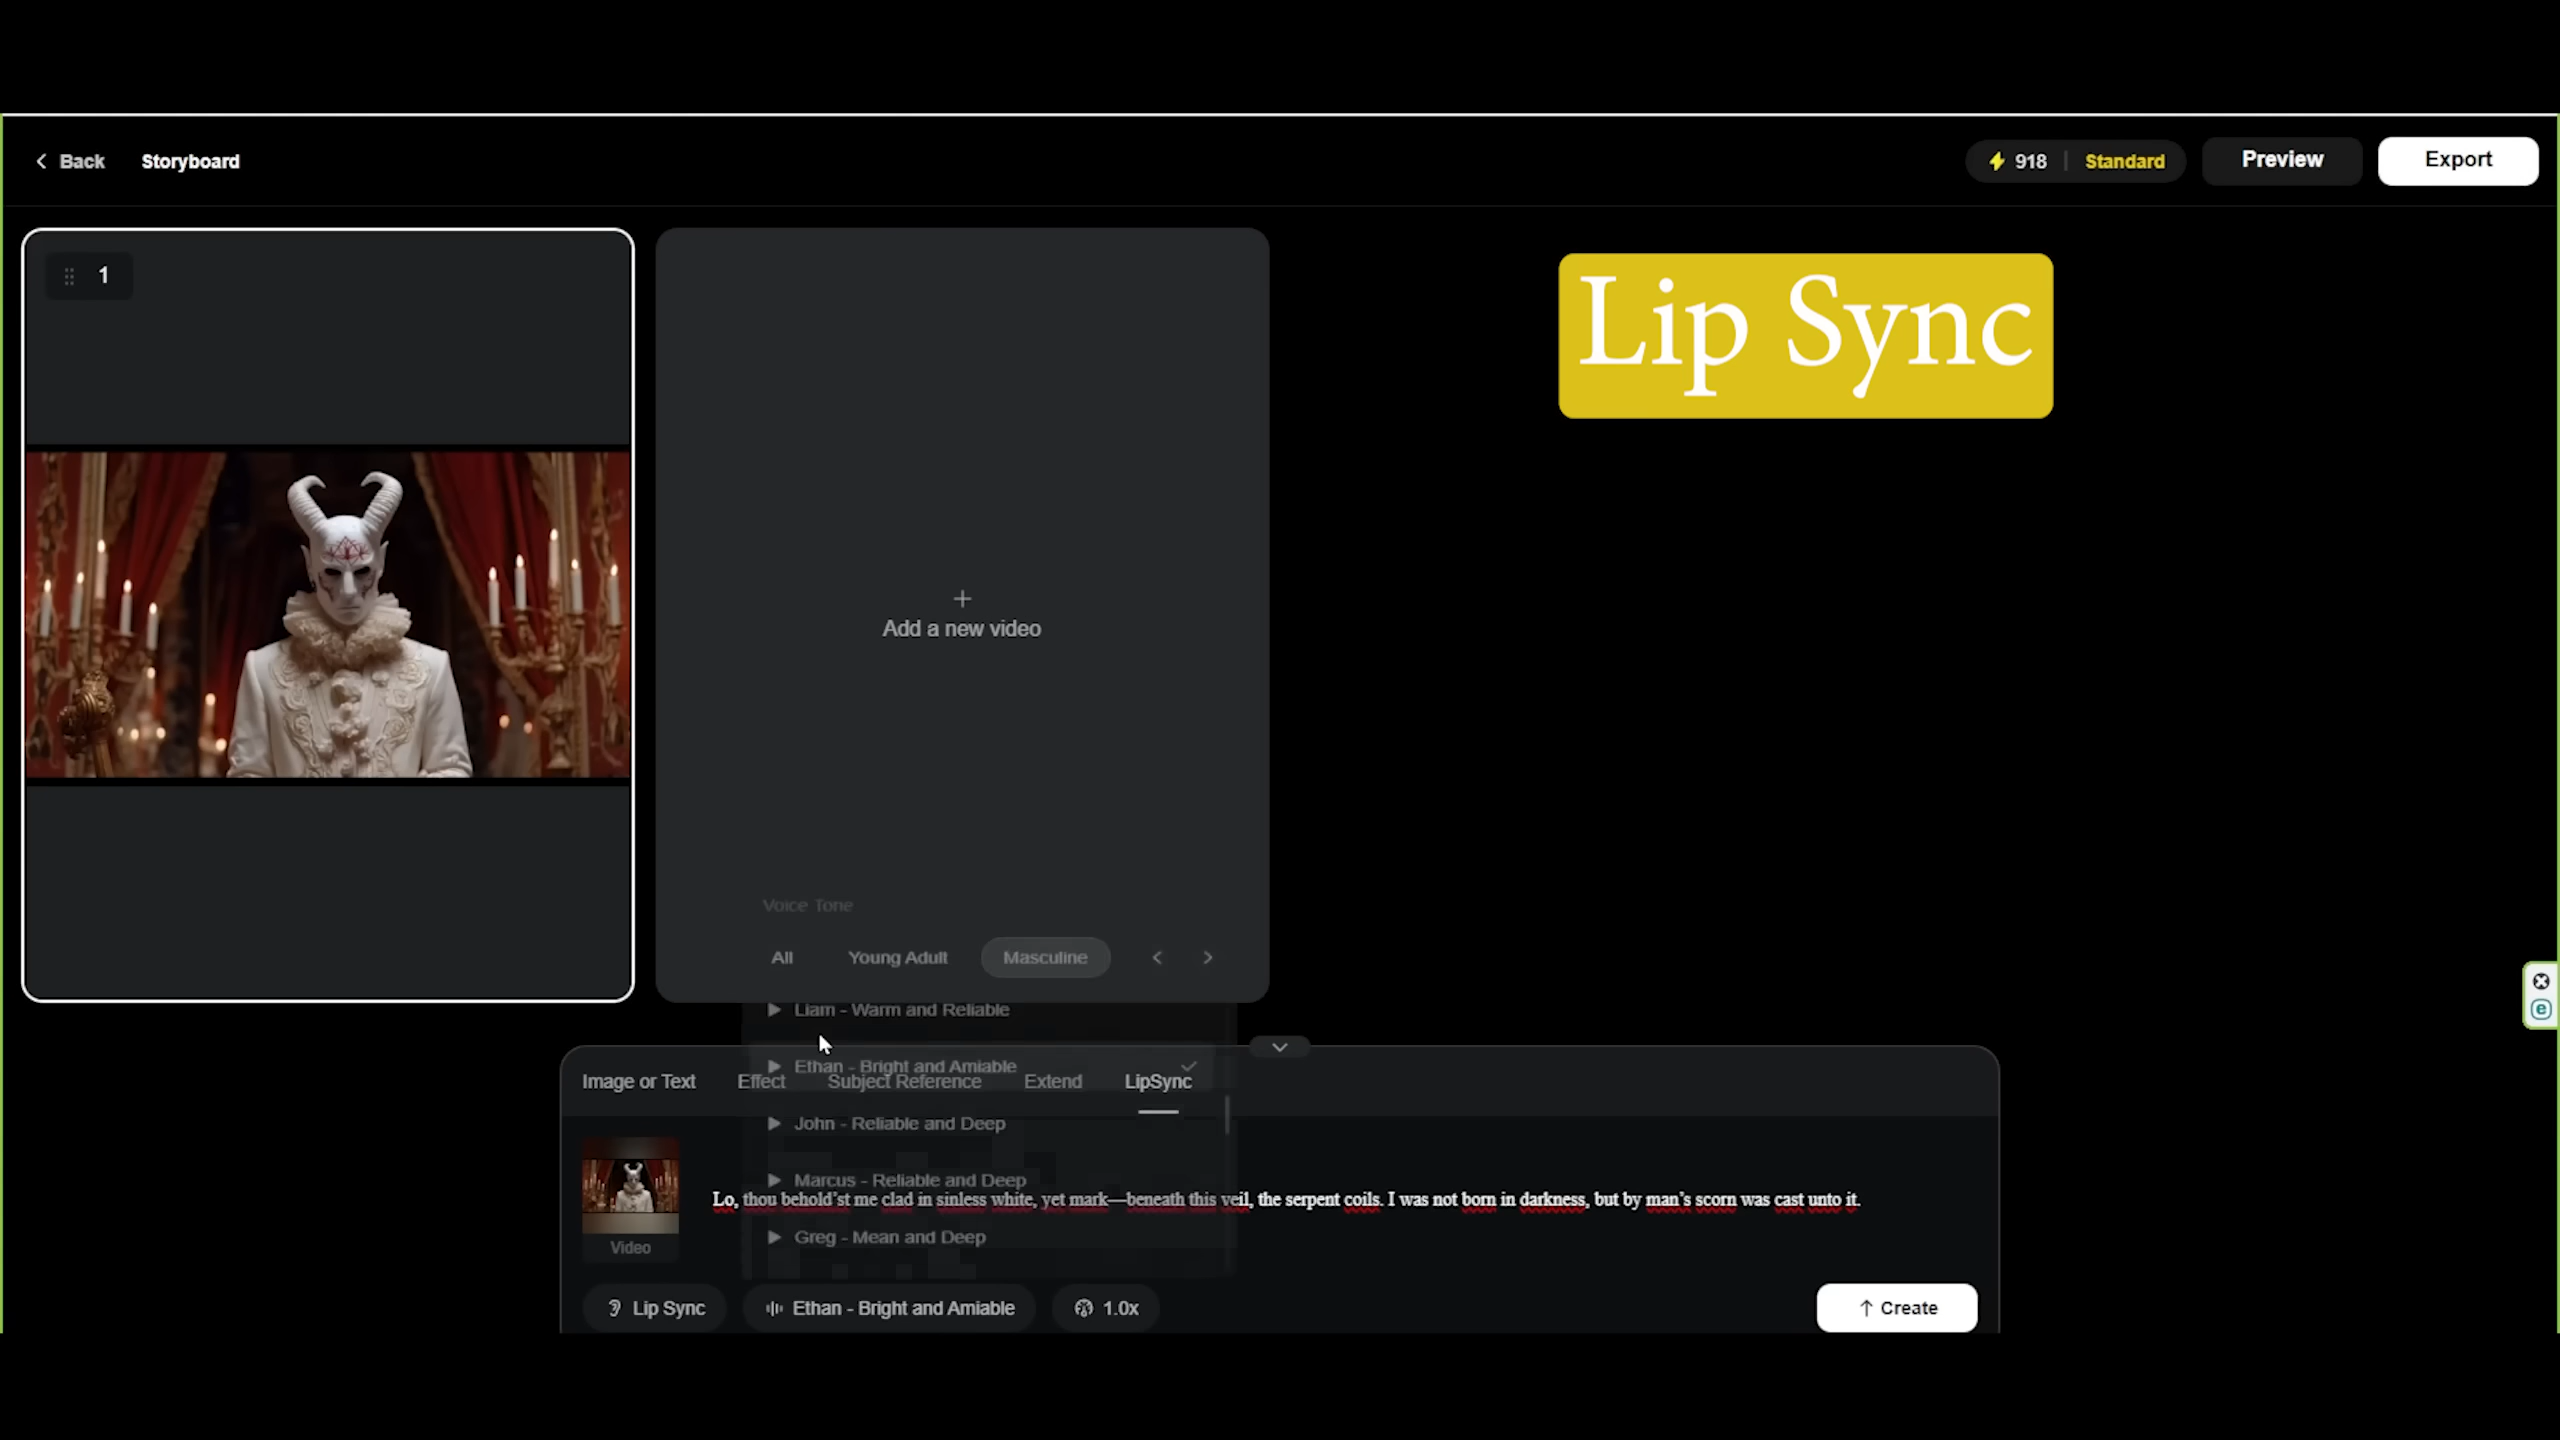 Back
Storyboard
918
Standard
Preview
Export
1
Lip Sync
Add a new video
Voice Tone
All
Young Adult
Masculine
Liam - Warm and Reliable
Ethan - Bright and Amiable
Image or Text
Effect
Subject Reference
Extend
LipSync
John - Reliable and Deep
Marcus - Reliable and Deep
Lo, thou behold’st me clad in sinless white, yet mark—beneath this veil, the serpent coils. I was not born in darkness, but by man’s scorn was cast unto it.
Greg - Mean and Deep
Video
Lip Sync
Ethan - Bright and Amiable
1.0x
Create